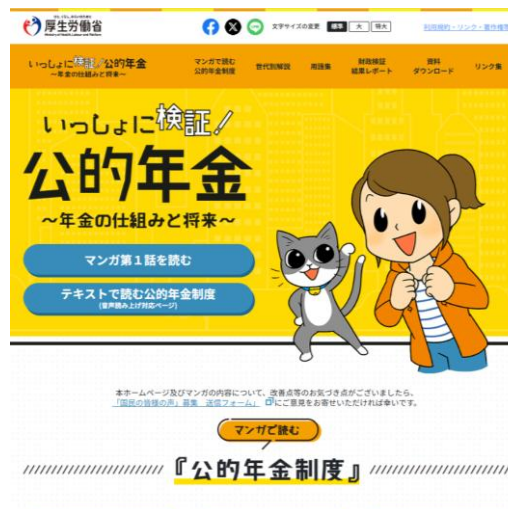 厚生労働省
Ministry of Health, Labour and Welfare
文字サイズの変更 標準 大 特大
利用規約・リンク・著作権等
いっしょに検証!公的年金
~年金の仕組みと将来~
マンガで読む
公的年金制度
世代別解説
用語集
財政検証
結果レポート
資料
ダウンロード
リンク集
いっしょに検証!
公的年金
~年金の仕組みと将来~
マンガ第1話を読む
テキストで読む公的年金制度
(音声読み上げ対応ページ)
本ホームページ及びマンガの内容について、改善点等のお気づき点がございましたら、
「国民の皆様の声」募集 送信フォーム」 にご意見をお寄せいただければ幸いです。
マンガで読む
『公的年金制度』